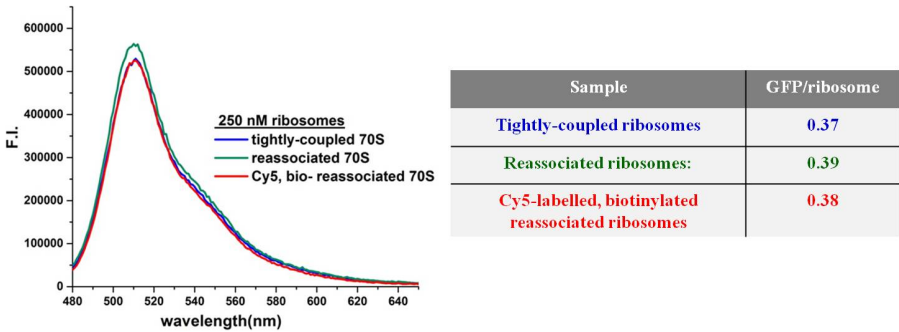 600000
500000
400000
300000
200000
100000
0
F.I.
480 500 520 540 560 580 600 620 640
wavelength(nm)
250 nM ribosomes
tightly-coupled 70S
reassociated 70S
Cy5, bio- reassociated 70S
Sample GFP/ribosome
Tightly-coupled ribosomes 0.37
Reassociated ribosomes: 0.39
Cy5-labelled, biotinylated 0.38
reassociated ribosomes